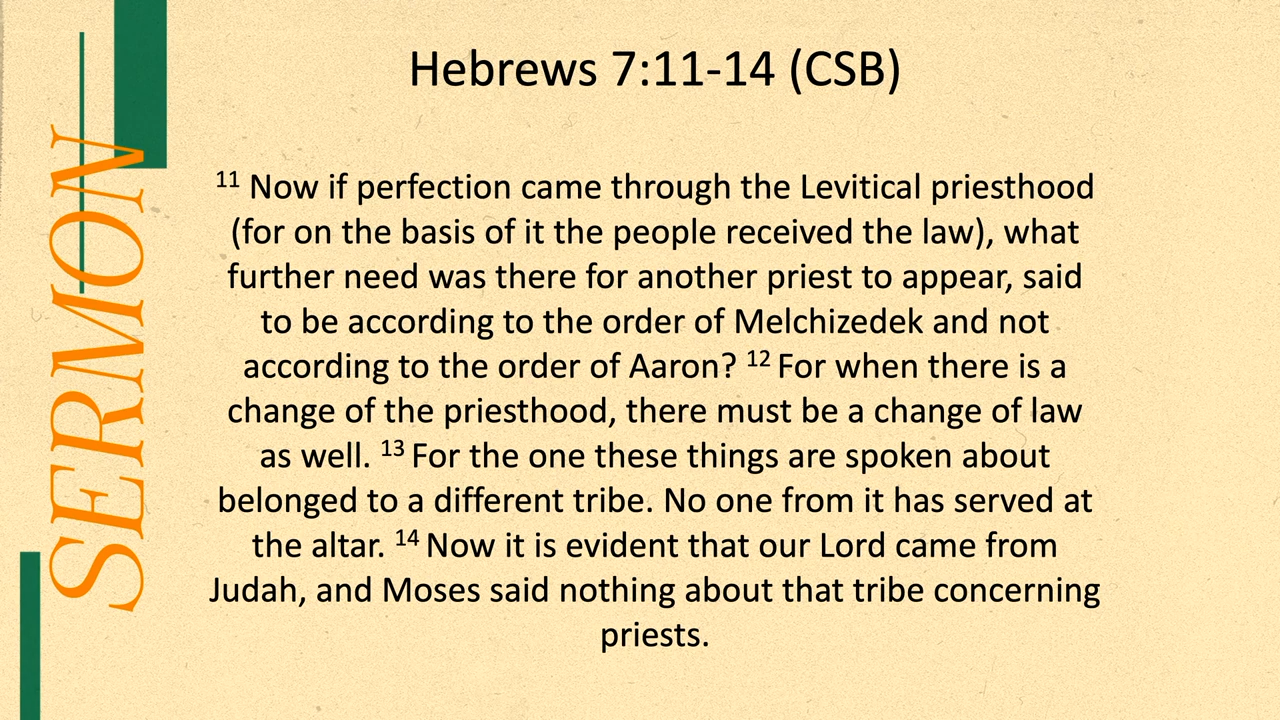 SERMON
Hebrews 7:11-14 (CSB)
¹¹ Now if perfection came through the Levitical priesthood
(for on the basis of it the people received the law), what
further need was there for another priest to appear, said
to be according to the order of Melchizedek and not
according to the order of Aaron? ¹² For when there is a
change of the priesthood, there must be a change of law
as well. ¹³ For the one these things are spoken about
belonged to a different tribe. No one from it has served at
the altar. ¹⁴ Now it is evident that our Lord came from
Judah, and Moses said nothing about that tribe concerning
priests.